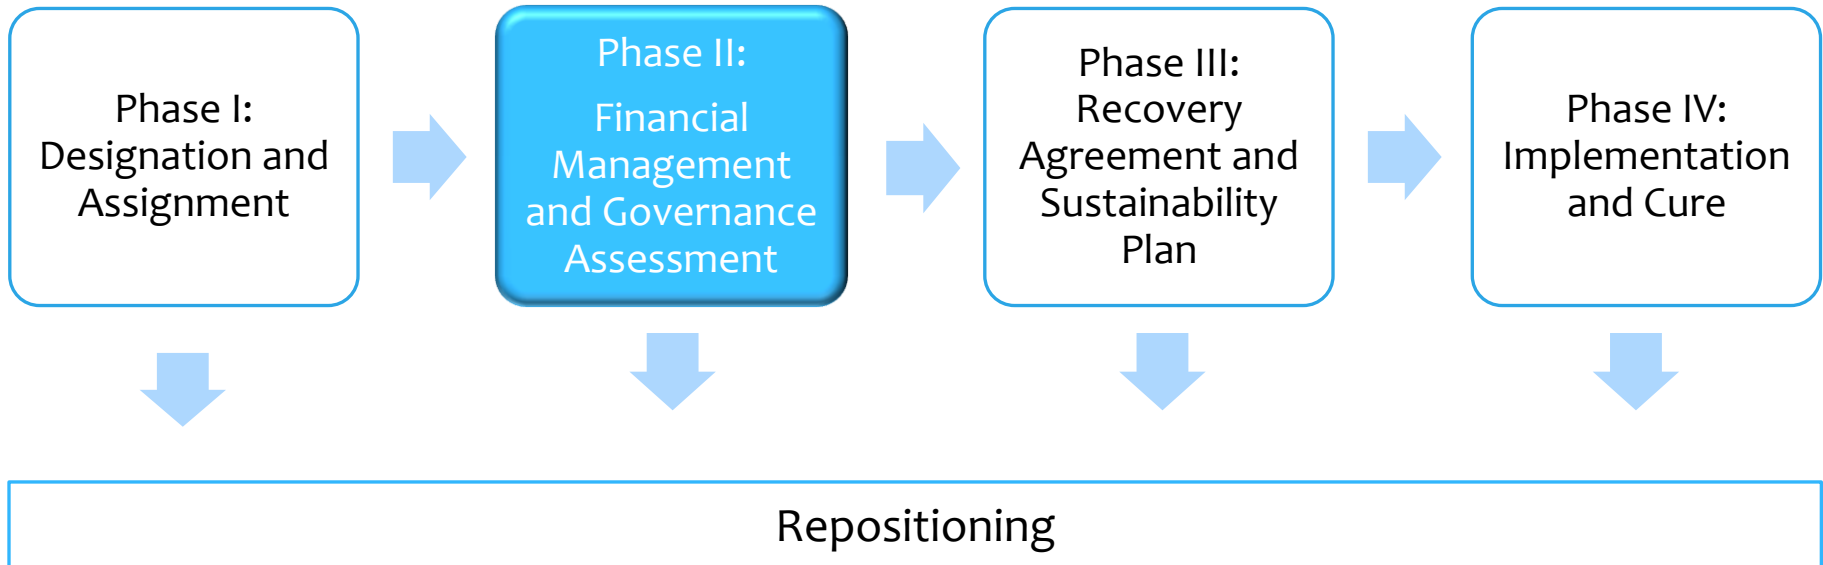 Phase I:
Designation and
Assignment
Phase II:
Financial
Management
and Governance
Assessment
Phase III:
Recovery
Agreement and
Sustainability
Plan
Phase IV:
Implementation
and Cure
Repositioning